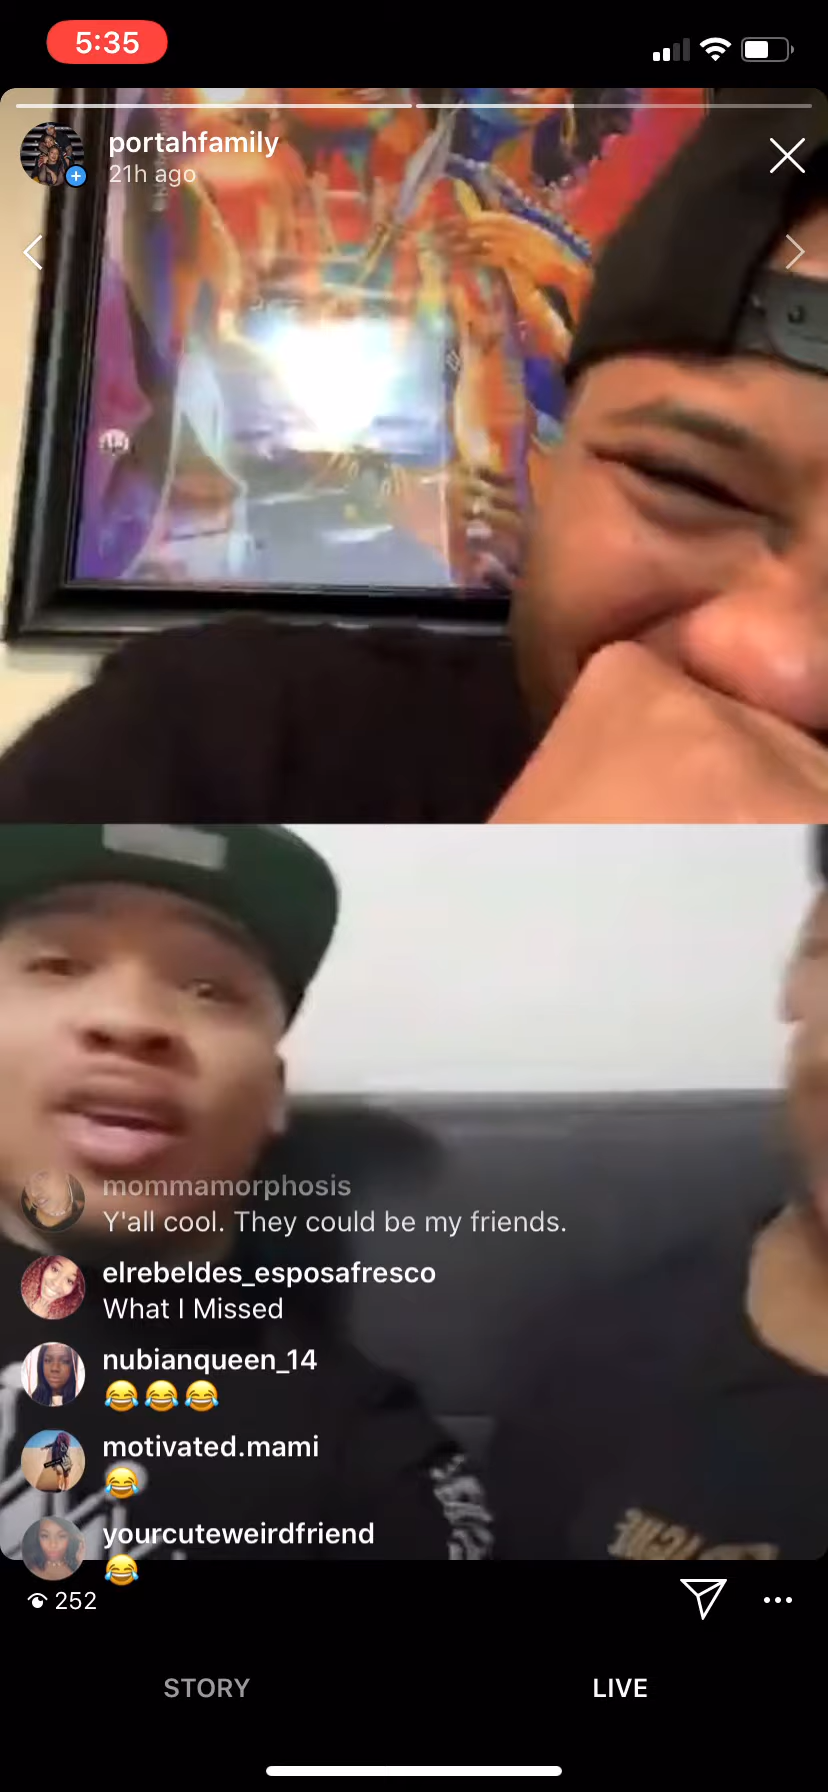 5:35
portahfamily
21h ago
mommamorphosis
Y'all cool. They could be my friends.
elrebeldes_esposafresco
What I Missed
nubianqueen_14
😂😂😂
motivated.mami
😂
yourcuteweirdfriend
😂
252
STORY
LIVE